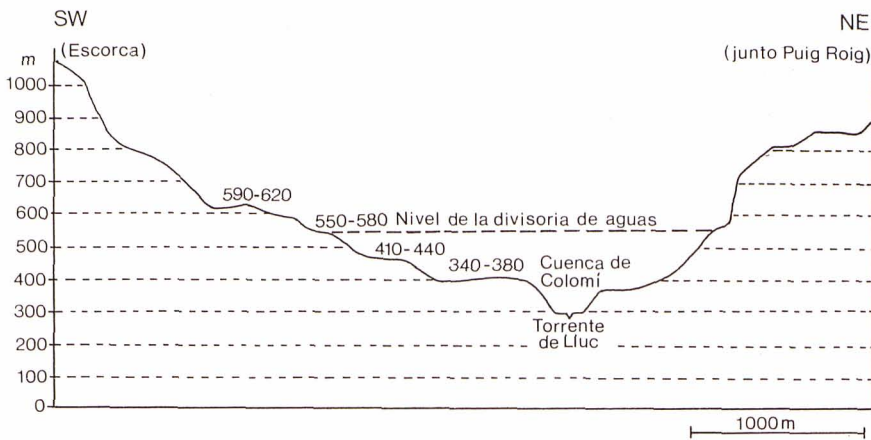 SW
NE
(Escorca)
(junto Puig Roig)
m
1000
900
800
700
600
500
400
300
200
100
0
590-620
550-580 Nivel de la divisoria de aguas
410-440
340-380
Cuenca de
Colomí
Torrente
de Lluc
1000m